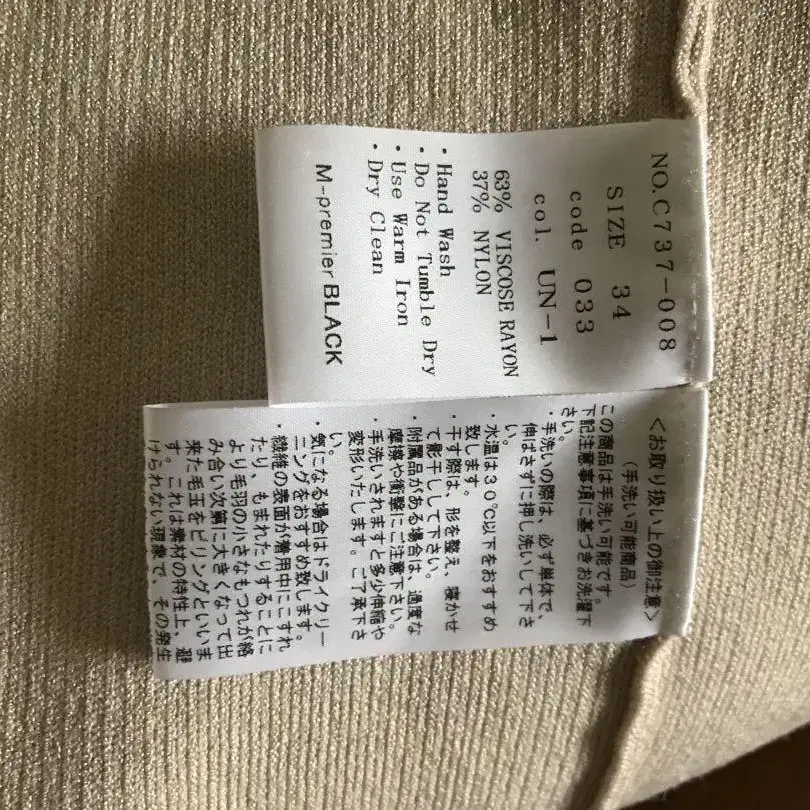 NO.C737-008
SIZE 34
code 033
col. UN-1
63% VISCOSE RAYON
37% NYLON
・Hand Wash
・Do Not Tumble Dry
・Use Warm Iron
・Dry Clean
M-premier BLACK
<お取り扱い上の御注意>
(手洗い可能商品)
この商品は手洗い可能です。
下記注意事項に基づきお洗濯下
さい。
・手洗いの際は、必ず単体で、
伸ばさずに押し洗いして下さ
い。
・水温は30℃以下をおすすめ
致します。
・干す際は、形を整え、寝かせ
て影干しして下さい。
・附属品がある場合は、過度な
摩擦や衝撃にご注意下さい。
・手洗いされますと多少伸縮や
変形いたします。ご了承下さ
い。
・気になる場合はドライクリー
ニングをおすすめ致します。
・繊維の表面が着用中にこすれ
たり、もまれたりすることに
より毛羽の小さなもつれが絡
み合い次第に大きくなって出
来た毛玉をピリングといいま
す。これは素材の特性上、避
けられない現象で、その発生